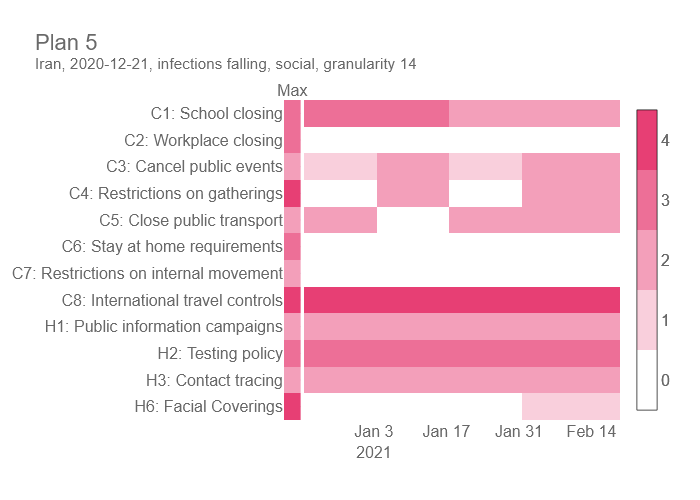 Plan 5
Iran, 2020-12-21, infections falling, social, granularity 14
Max
C1: School closing
C2: Workplace closing
C3: Cancel public events
C4: Restrictions on gatherings
C5: Close public transport
C6: Stay at home requirements
C7: Restrictions on internal movement
C8: International travel controls
H1: Public information campaigns
H2: Testing policy
H3: Contact tracing
H6: Facial Coverings
Jan 3 Jan 17 Jan 31 Feb 14
2021
4
3
2
1
0